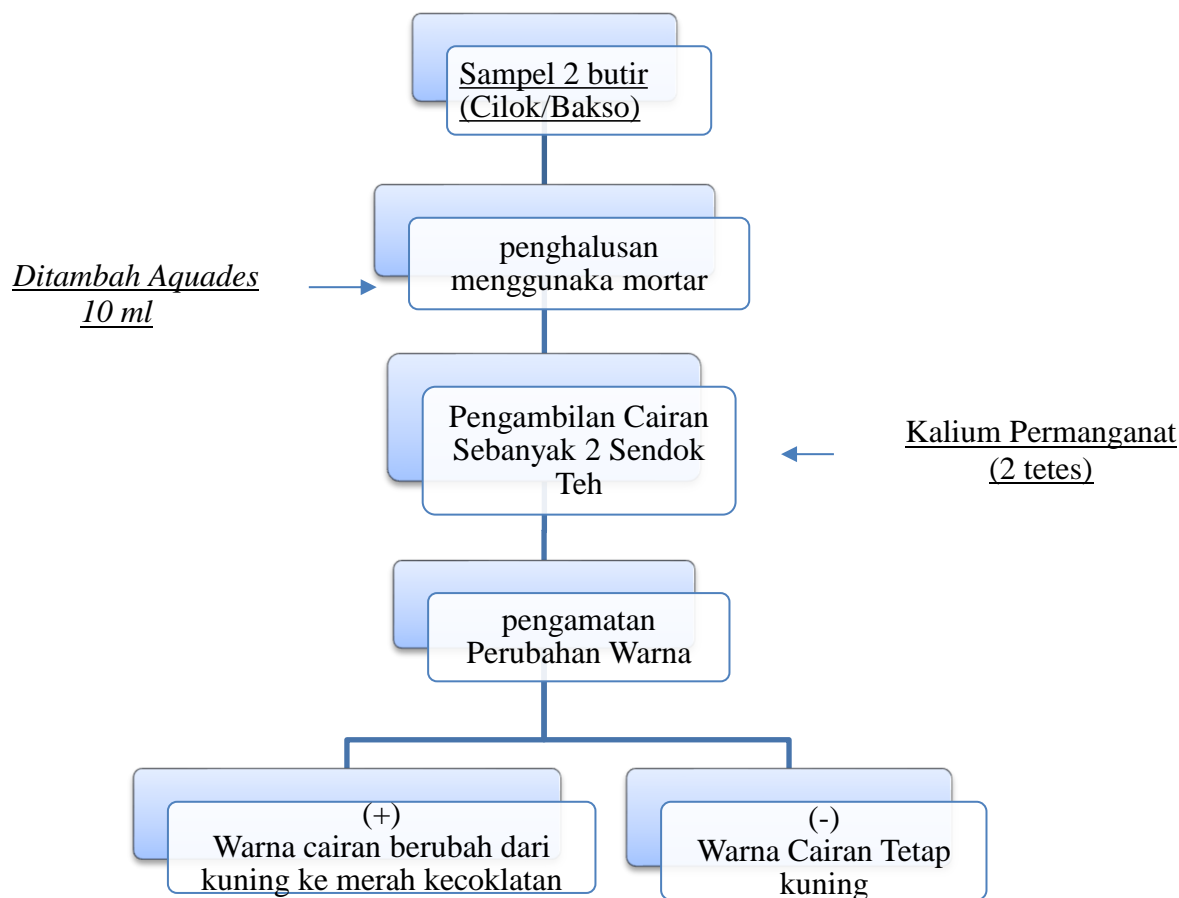 Sampel 2 butir
(Cilok/Bakso)
penghalusan
menggunaka mortar
Ditambah Aquades
10 ml
Pengambilan Cairan
Sebanyak 2 Sendok
Teh
Kalium Permanganat
(2 tetes)
pengamatan
Perubahan Warna
(+)
Warna cairan berubah dari
kuning ke merah kecoklatan
(-)
Warna Cairan Tetap
kuning